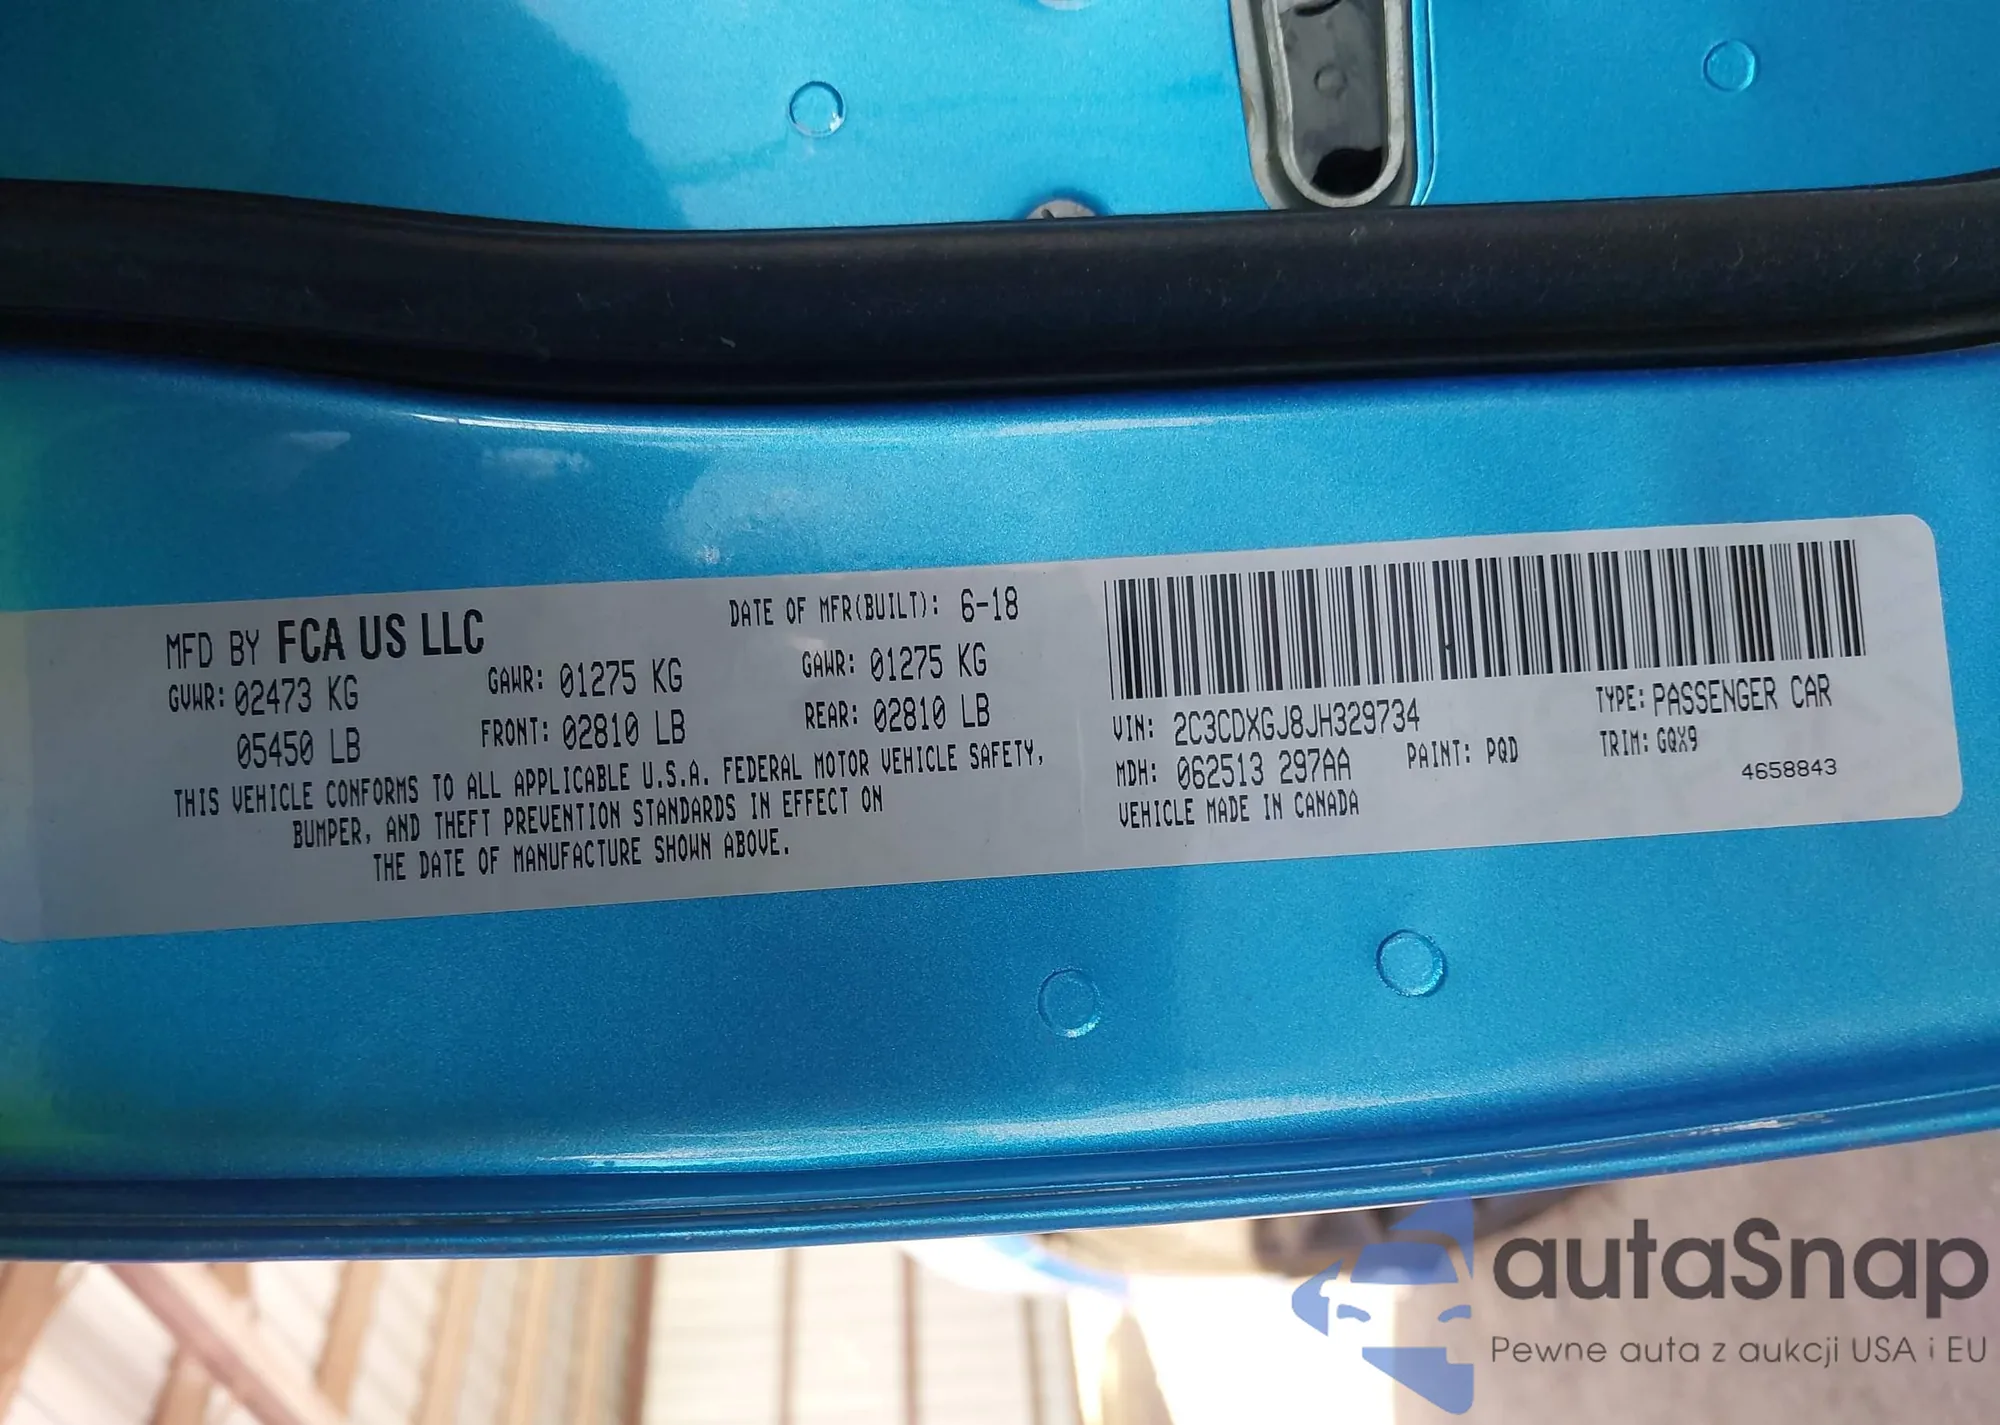 MFD BY FCA US LLC
DATE OF MFR(BUILT): 6-18
GVWR: 02473 KG
GAWR: 01275 KG
GAWR: 01275 KG
05450 LB
FRONT: 02810 LB
REAR: 02810 LB
THIS VEHICLE CONFORMS TO ALL APPLICABLE U.S.A. FEDERAL MOTOR VEHICLE SAFETY,
BUMPER, AND THEFT PREVENTION STANDARDS IN EFFECT ON
THE DATE OF MANUFACTURE SHOWN ABOVE.
VIN: 2C3CDXGJ8JH329734
TYPE: PASSENGER CAR
MDH: 062513 297AA
PAINT: PQD
TRIM: GQX9
VEHICLE MADE IN CANADA
4658843
autaSnap
Pewne auta z aukcji USA i EU